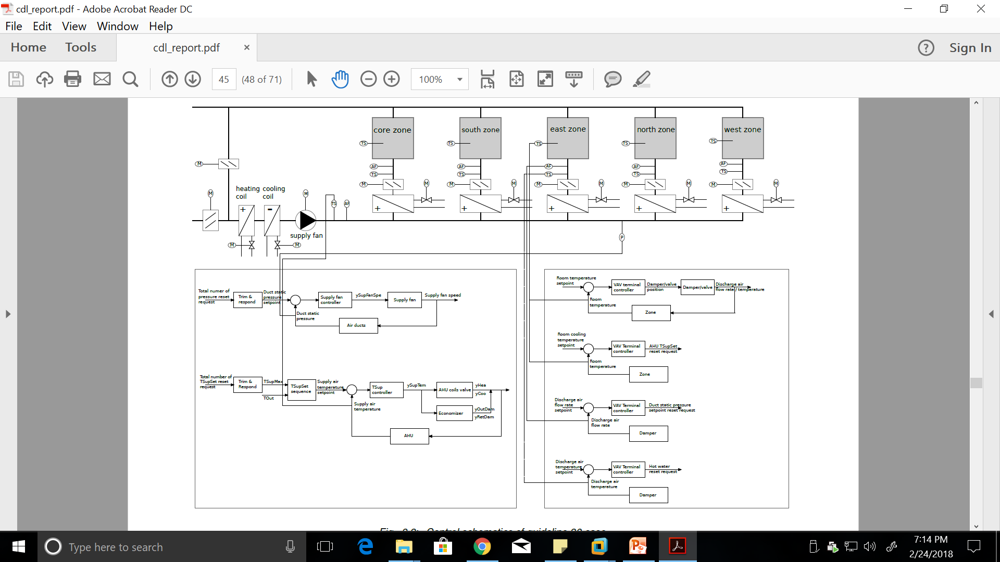 cdl_report.pdf - Adobe Acrobat Reader DC
File Edit View Window Help
Home Tools cdl_report.pdf × ? Sign In
45 (48 of 71) 100%
core zone south zone east zone north zone west zone
TS TS TS TS TS
M
AF AF AF AF AF
TS TS TS TS TS
M M M M M M M M M M
heating cooling
coil coil
M M TS AF
+ - + + + + +
supply fan
P
M M
Total numer of
pressure reset
request
Trim &
respond
Duct static
pressure
setpoint
Supply fan
controller
ySupFanSpe
Supply fan
Supply fan speed
Duct static
pressure
Air ducts
Total number of
TSupSet reset
request
Trim &
Respond
TSupMax
TOut
TSupSet
sequence
Supply air
temperature
setpoint
TSup
controller
ySupTem
AHU coils valve
yHea
yCoo
Supply air
temperature
Economizer
yOutDam
yRetDam
AHU
Room temperature
setpoint
VAV terminal
controller
Damper/valve
position
Damper/valve
Discharge air
flow rate / temperature
Room
temperature
Zone
Room cooling
temperature
setpoint
VAV Terminal
controller
AHU TSupSet
reset request
Room
temperature
Zone
Discharge air
flow rate
setpoint
VAV Terminal
controller
Duct static pressure
setpoint reset request
Discharge air
flow rate
Damper
Discharge air
temperature
setpoint
VAV Terminal
controller
Hot water
reset request
Discharge air
temperature
Damper
Type here to search
7:14 PM
2/24/2018